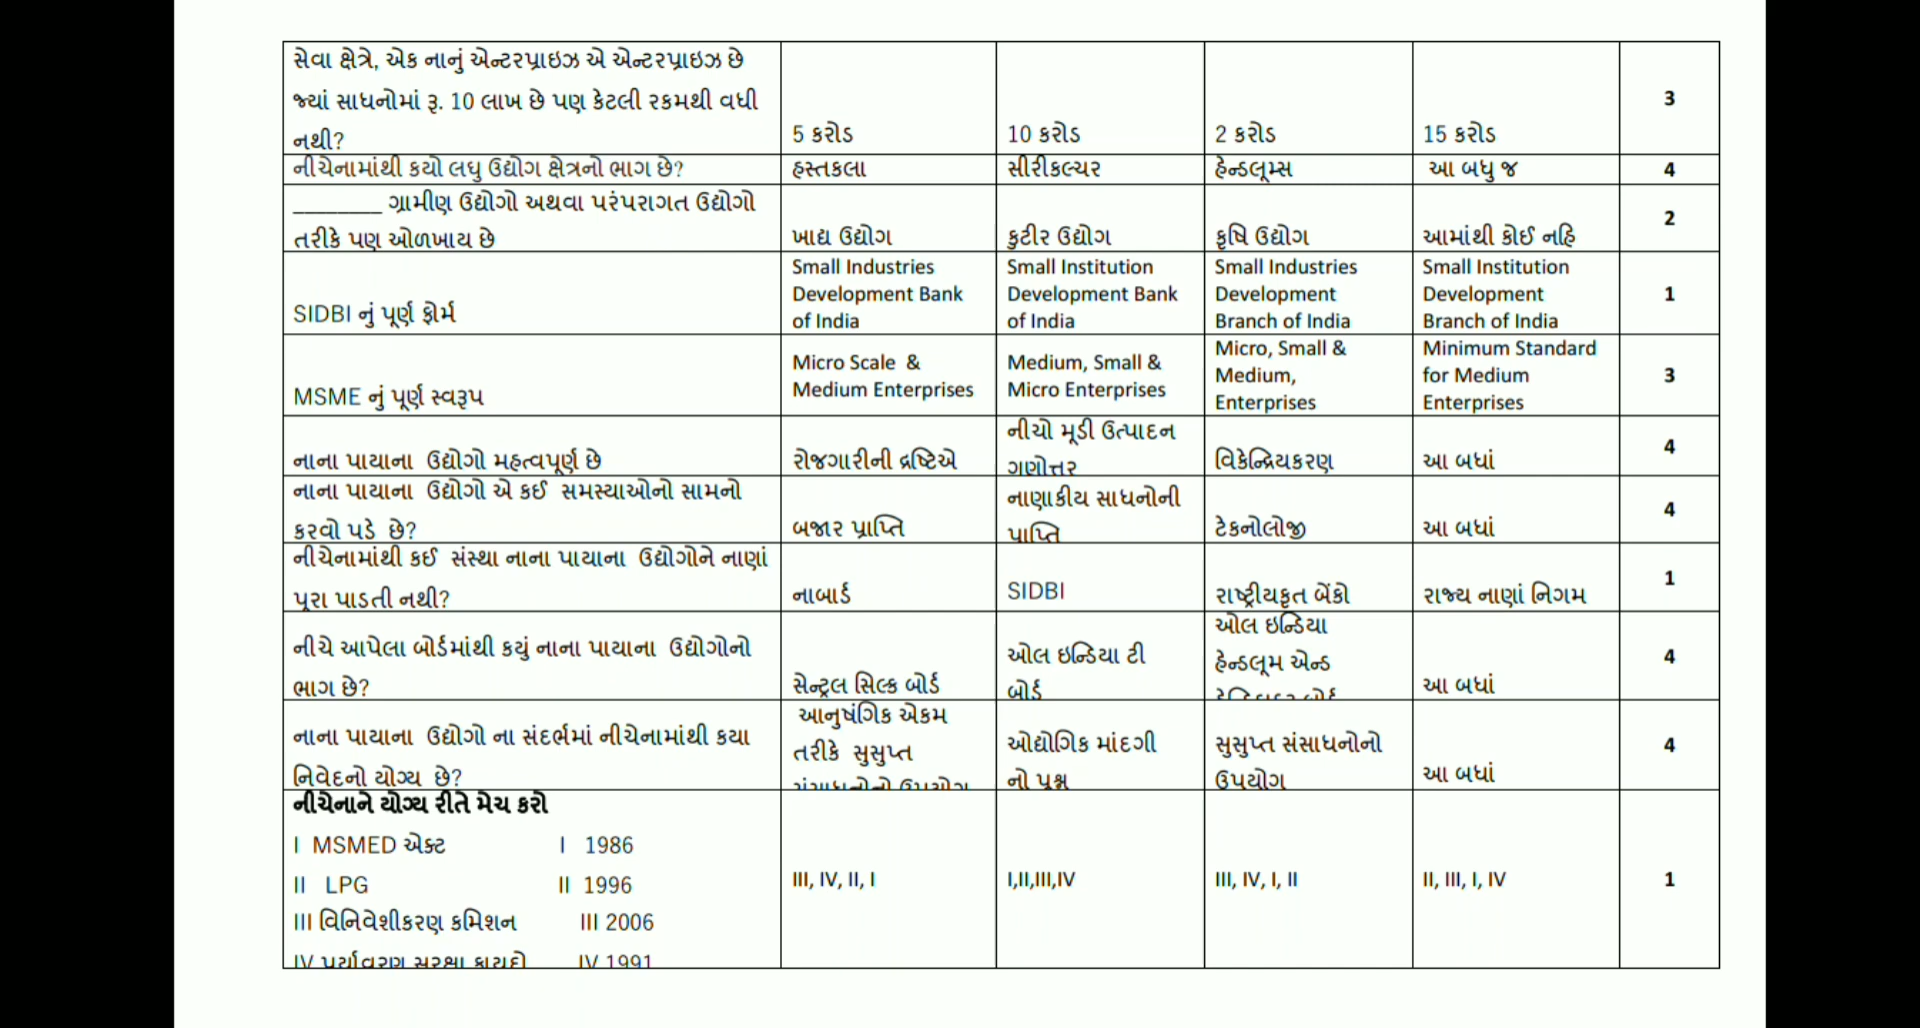 સેવા ક્ષેત્રે, એક નાનું એન્ટરપ્રાઇઝ એ એન્ટરપ્રાઇઝ છે
જ્યાં સાધનોમાં રૂ. 10 લાખ છે પણ કેટલી રકમથી વધી
નથી?
5 કરોડ
10 કરોડ
2 કરોડ
15 કરોડ
3
નીચેનામાંથી કયો લઘુ ઉદ્યોગ ક્ષેત્રનો ભાગ છે?
હસ્તકલા
સીરીકલ્ચર
હેન્ડલૂમ્સ
આ બધુ જ
4
________ ગ્રામીણ ઉદ્યોગો અથવા પરંપરાગત ઉદ્યોગો
તરીકે પણ ઓળખાય છે
ખાદ્ય ઉદ્યોગ
કુટીર ઉદ્યોગ
કૃષિ ઉદ્યોગ
આમાંથી કોઈ નહિ
2
SIDBI નું પૂર્ણ ફોર્મ
Small Industries
Development Bank
of India
Small Institution
Development Bank
of India
Small Industries
Development
Branch of India
Small Institution
Development
Branch of India
1
MSME નું પૂર્ણ સ્વરૂપ
Micro Scale &
Medium Enterprises
Medium, Small &
Micro Enterprises
Micro, Small &
Medium,
Enterprises
Minimum Standard
for Medium
Enterprises
3
નાના પાયાના ઉદ્યોગો મહત્વપૂર્ણ છે
રોજગારીની દ્રષ્ટિએ
નીચો મૂડી ઉત્પાદન
ગુણોત્તર
વિકેન્દ્રિયકરણ
આ બધાં
4
નાના પાયાના ઉદ્યોગો એ કઈ સમસ્યાઓનો સામનો
કરવો પડે છે?
બજાર પ્રાપ્તિ
નાણાકીય સાધનોની
પ્રાપ્તિ
ટેકનોલોજી
આ બધાં
4
નીચેનામાંથી કઈ સંસ્થા નાના પાયાના ઉદ્યોગોને નાણાં
પૂરા પાડતી નથી?
નાબાર્ડ
SIDBI
રાષ્ટ્રીયકૃત બેંકો
રાજ્ય નાણાં નિગમ
1
નીચે આપેલા બોર્ડમાંથી કયું નાના પાયાના ઉદ્યોગોનો
ભાગ છે?
સેન્ટ્રલ સિલ્ક બોર્ડ
ઓલ ઇન્ડિયા ટી
બોર્ડ
ઓલ ઇન્ડિયા
હેન્ડલૂમ એન્ડ
આ બધાં
4
નાના પાયાના ઉદ્યોગો ના સંદર્ભમાં નીચેનામાંથી કયા
નિવેદનો યોગ્ય છે?
આનુષંગિક એકમ
તરીકે સુસુપ્ત
સંસાધનોનો ઉપયોગ
ઓદ્યોગિક માંદગી
નો પ્રશ્ન
સુસુપ્ત સંસાધનોનો
ઉપયોગ
આ બધાં
4
નીચેનાને યોગ્ય રીતે મેચ કરો
I MSMED એક્ટ I 1986
II LPG II 1996
III વિનિવેશીકરણ કમિશન III 2006
IV પર્યાવરણ સુરક્ષા કાયદો IV 1991
III, IV, II, I
I,II,III,IV
III, IV, I, II
II, III, I, IV
1